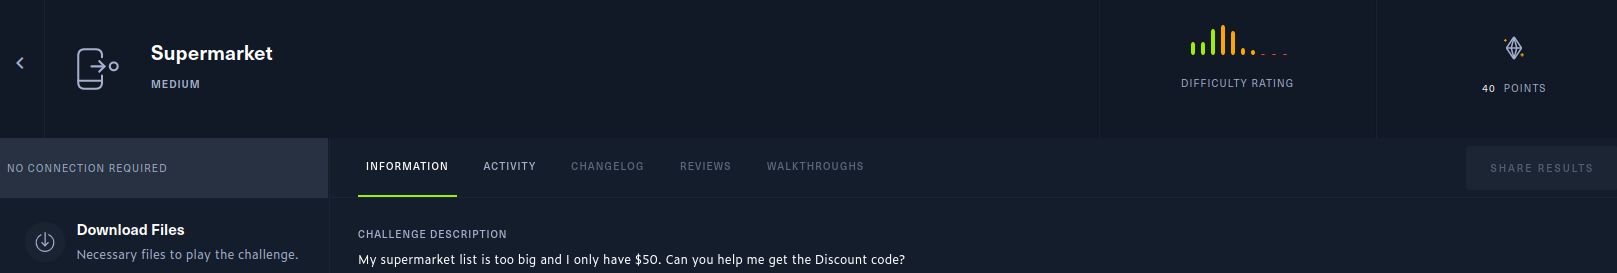 Supermarket
MEDIUM
DIFFICULTY RATING
40 POINTS
NO CONNECTION REQUIRED
INFORMATION
ACTIVITY
CHANGELOG
REVIEWS
WALKTHROUGHS
SHARE RESULTS
Download Files
Necessary files to play the challenge.
CHALLENGE DESCRIPTION
My supermarket list is too big and I only have $50. Can you help me get the Discount code?